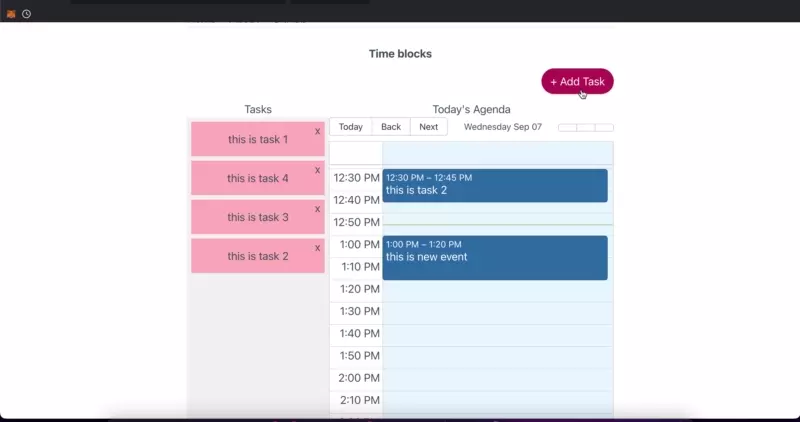 Time blocks
+ Add Task
Tasks
Today's Agenda
this is task 1
x
this is task 4
x
this is task 3
x
this is task 2
x
Today
Back
Next
Wednesday Sep 07
12:30 PM
12:40 PM
12:50 PM
1:00 PM
1:10 PM
1:20 PM
1:30 PM
1:40 PM
1:50 PM
2:00 PM
2:10 PM
12:30 PM – 12:45 PM
this is task 2
1:00 PM – 1:20 PM
this is new event